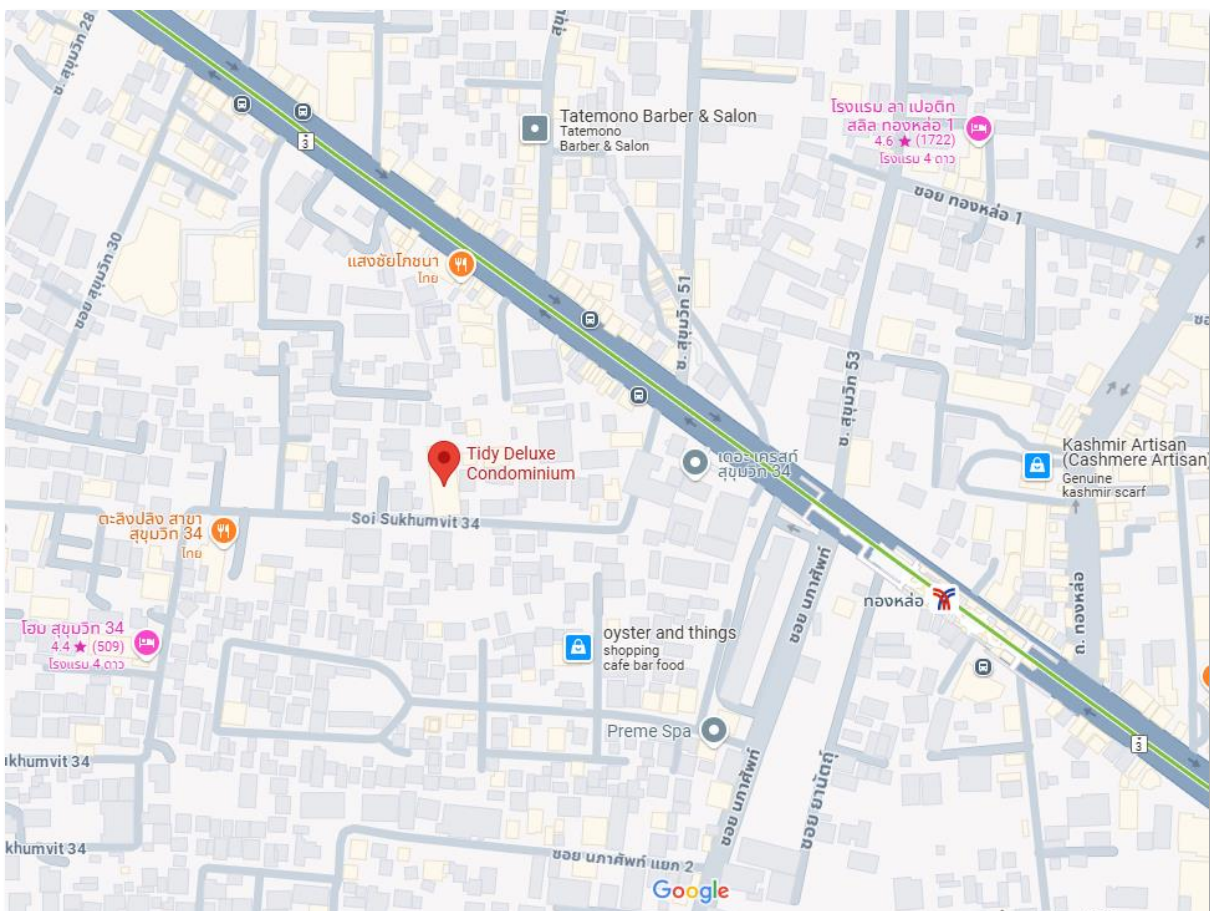 ซ. สุขุมวิท 28
สุขุม
Tatemono Barber & Salon
Tatemono
Barber & Salon
โรงแรม ลา เปอติท
สลิล ทองหล่อ 1
4.6 ★ (1722)
โรงแรม 4 ดาว
3
ซอย ทองหล่อ 1
แสงชัยโภชนา
ไทย
ซอย สุขุมวิท 30
ซ. สุขุมวิท 51
ซ. สุขุมวิท 53
Tidy Deluxe
Condominium
เดอะ เครสท์
สุขุมวิท 34
Kashmir Artisan
(Cashmere Artisan)
Genuine
kashmir scarf
ตะลิงปลิง สาขา
สุขุมวิท 34
ไทย
Soi Sukhumvit 34
ซอย นภาศัพท์
ทองหล่อ
ถ. ทองหล่อ
โฮม สุขุมวิท 34
4.4 ★ (509)
โรงแรม 4 ดาว
oyster and things
shopping
cafe bar food
Preme Spa
3
khumvit 34
ซอย นภาศัพท์
ซอย ยานัตถุ์
khumvit 34
ซอย นภาศัพท์ แยก 2
Google